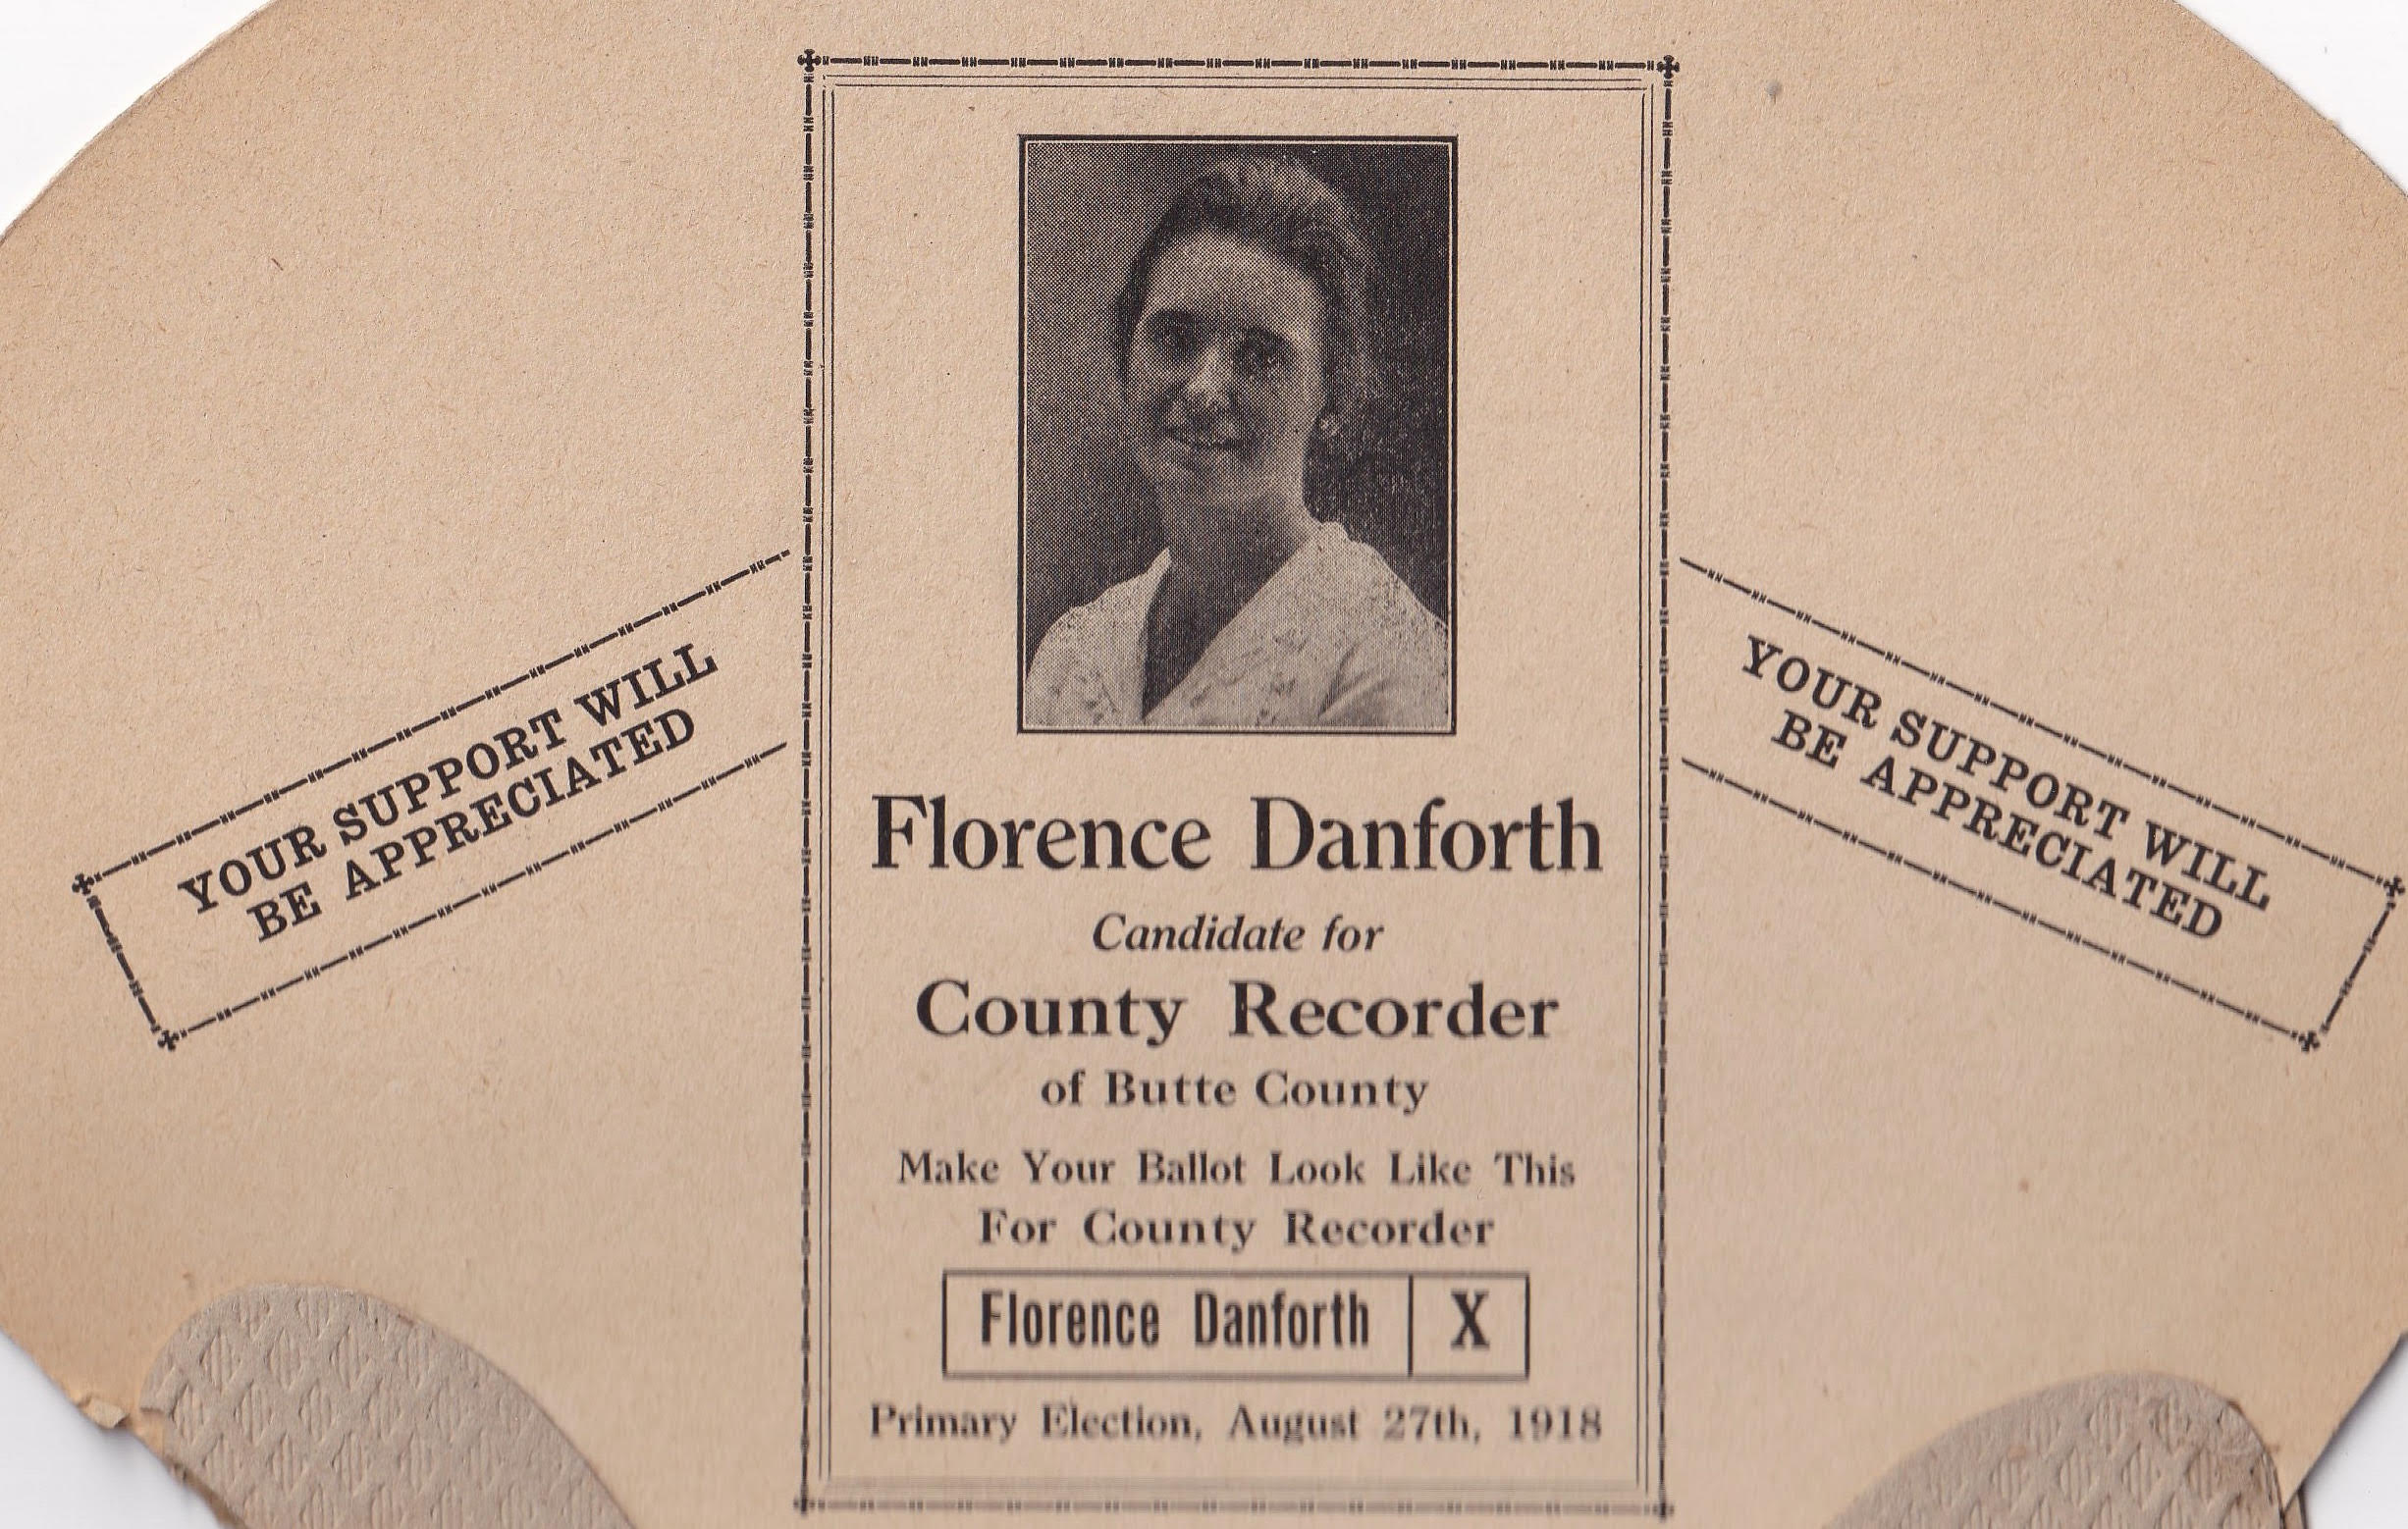 YOUR SUPPORT WILL
BE APPRECIATED
Florence Danforth
Candidate for
County Recorder
of Butte County
Make Your Ballot Look Like This
For County Recorder
Florence Danforth X
Primary Election, August 27th, 1918
YOUR SUPPORT WILL
BE APPRECIATED